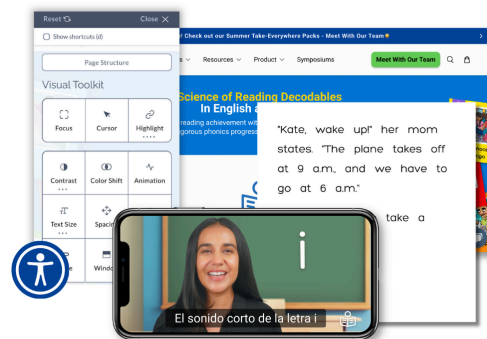 Reset
Close X
f Check out our Summer Take-Everywhere Packs - Meet With Our Team
Show shortcuts (d)
s
Resources
Product
Symposiums
Meet With Our Team
Page Structure
Visual Toolkit
Science of Reading Decodables
In English a
reading achievement wit
gorous phonics progres
Focus
Cursor
Highlight
"Kate, wake up!" her mom
states. "The plane takes off
at 9 a.m., and we have to
go at 6 a.m."
take a
Contrast
Color Shift
Animation
Text Size
Spacin
Windo
i
El sonido corto de la letra i